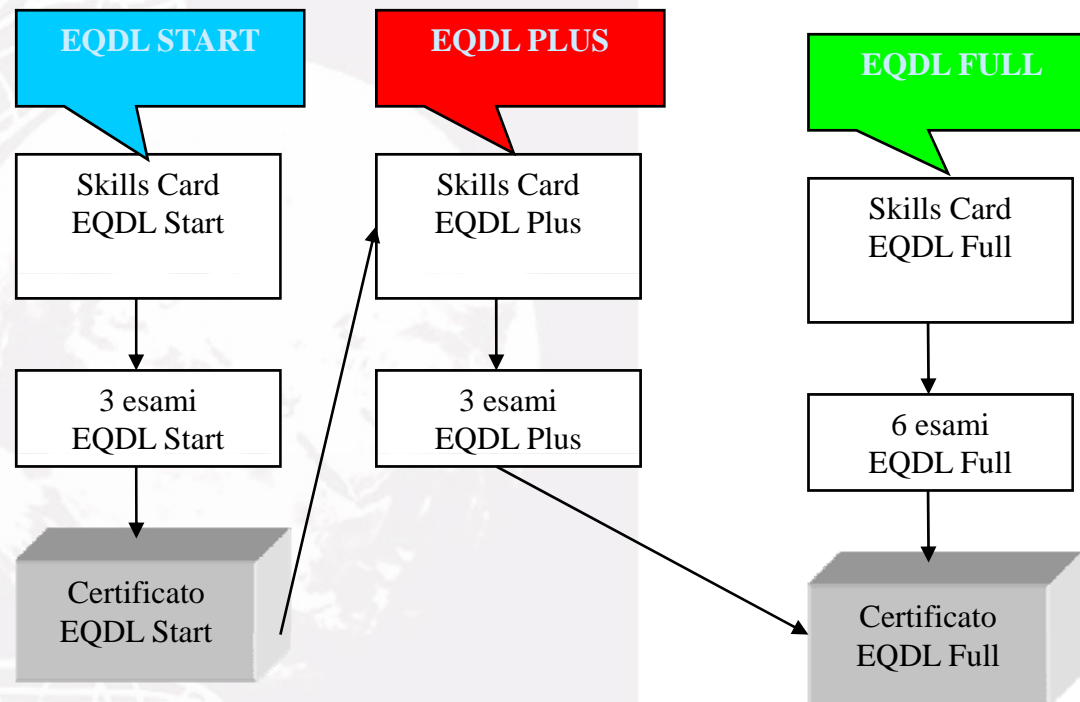 EQDL START
Skills Card
EQDL Start
3 esami
EQDL Start
Certificato
EQDL Start
EQDL PLUS
Skills Card
EQDL Plus
3 esami
EQDL Plus
EQDL FULL
Skills Card
EQDL Full
6 esami
EQDL Full
Certificato
EQDL Full